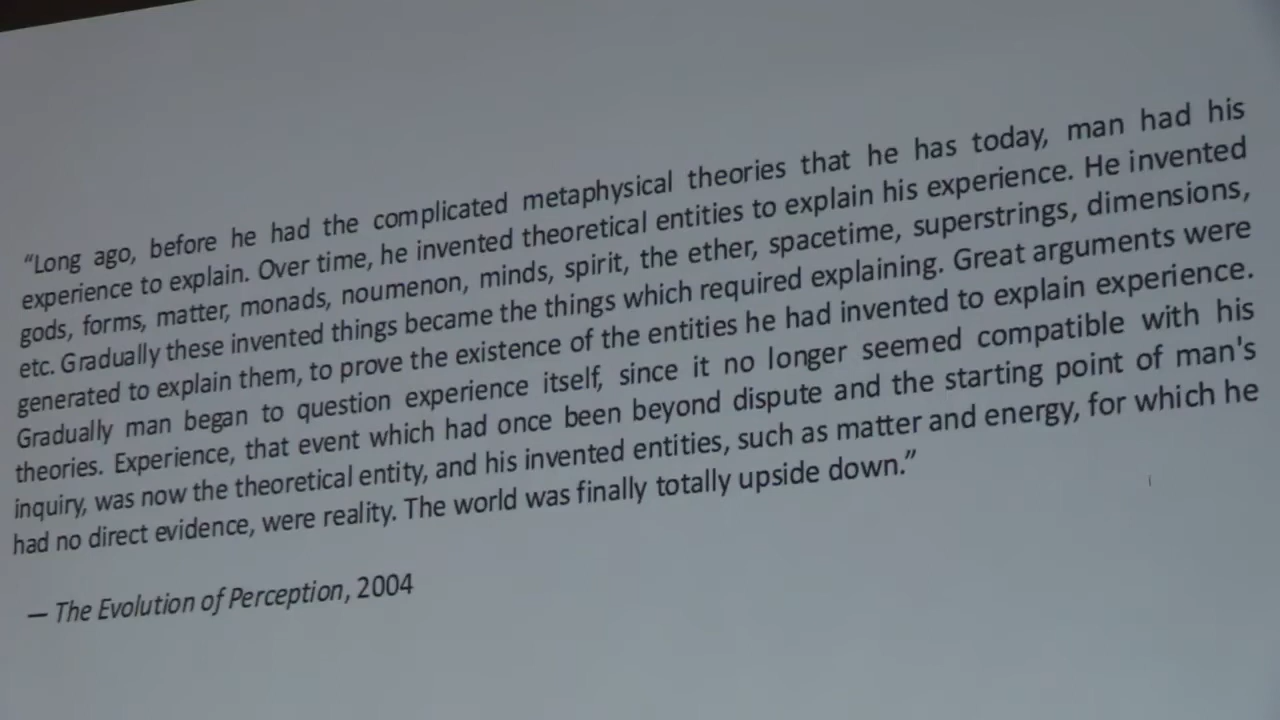 “Long ago, before he had the complicated metaphysical theories that he has today, man had his
experience to explain. Over time, he invented theoretical entities to explain his experience. He invented
gods, forms, matter, monads, noumenon, minds, spirit, the ether, spacetime, superstrings, dimensions,
etc. Gradually these invented things became the things which required explaining. Great arguments were
generated to explain them, to prove the existence of the entities he had invented to explain experience.
Gradually man began to question experience itself, since it no longer seemed compatible with his
theories. Experience, that event which had once been beyond dispute and the starting point of man's
inquiry, was now the theoretical entity, and his invented entities, such as matter and energy, for which he
had no direct evidence, were reality. The world was finally totally upside down.”
— The Evolution of Perception, 2004